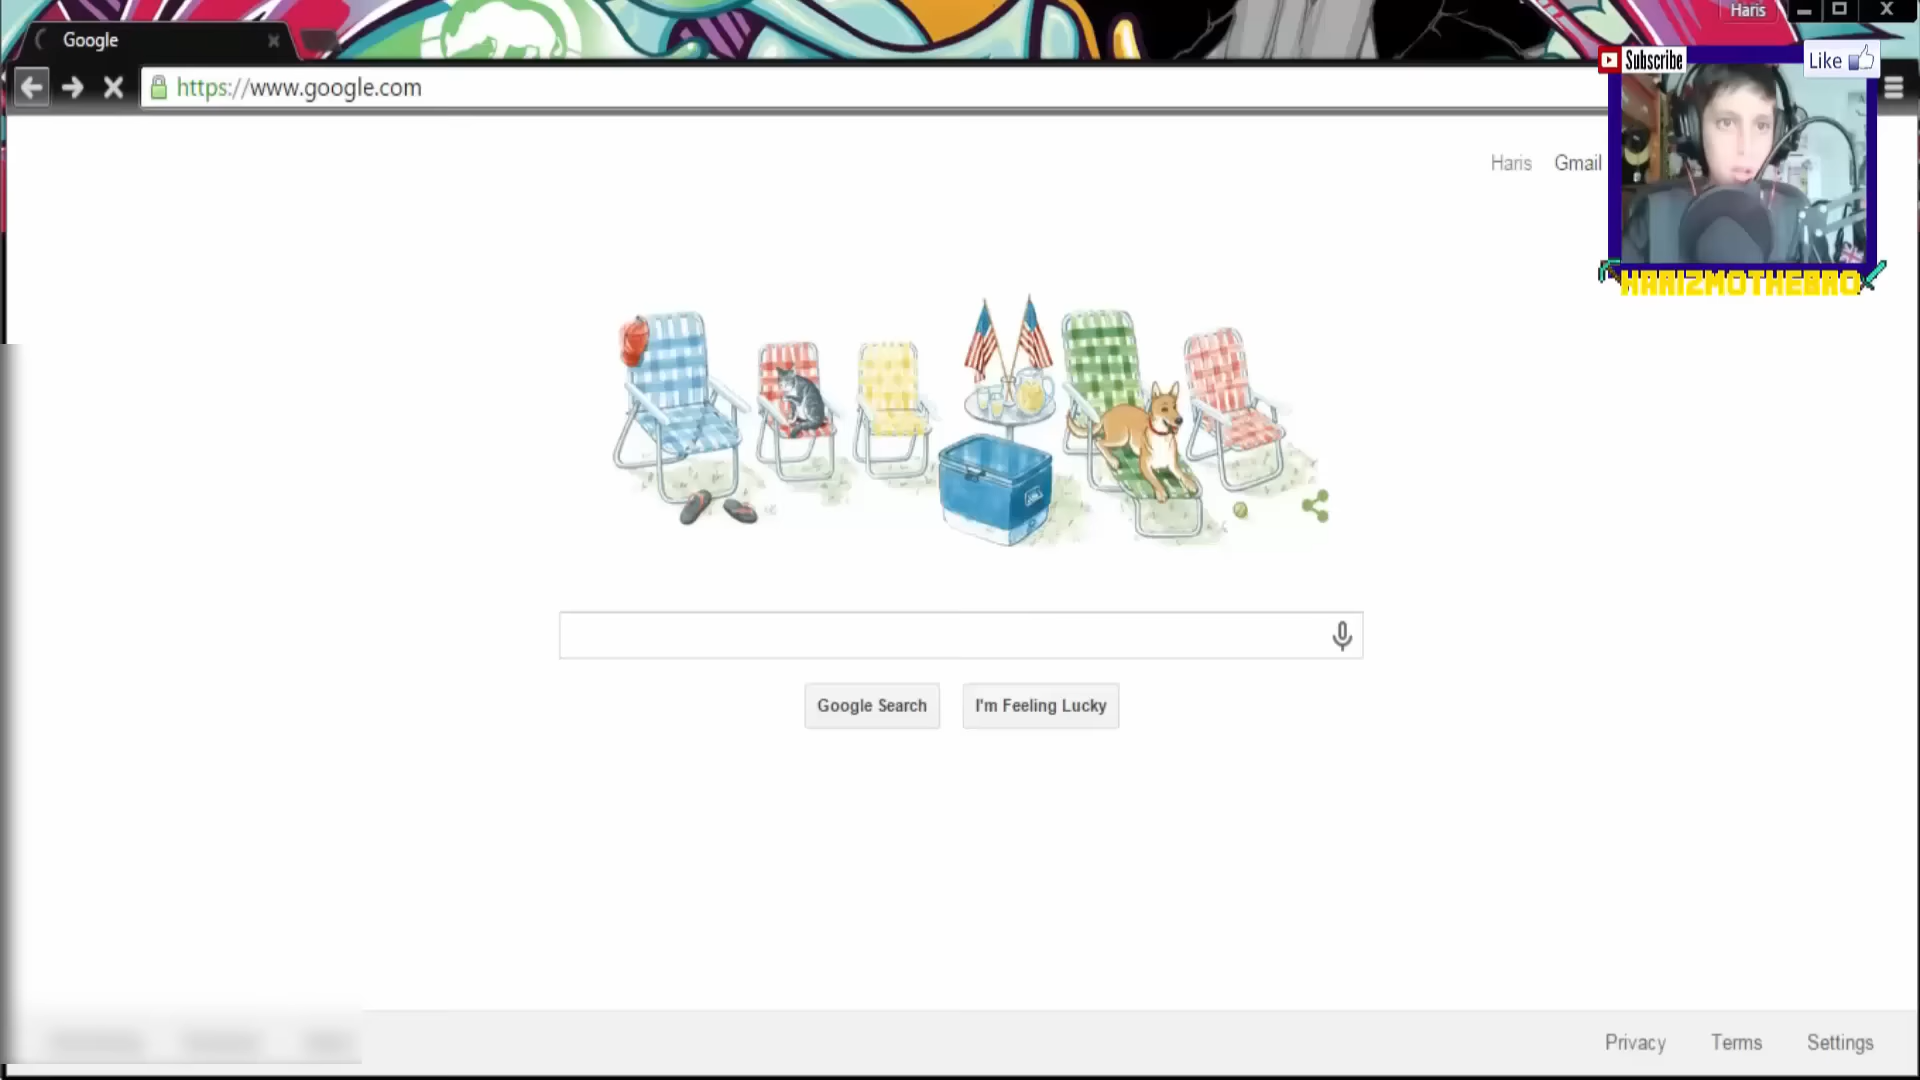 Haris
Google
Subscribe
Like
https://www.google.com
Haris Gmail
HARIZMOTHEBRO
Google Search
I'm Feeling Lucky
Privacy Terms Settings